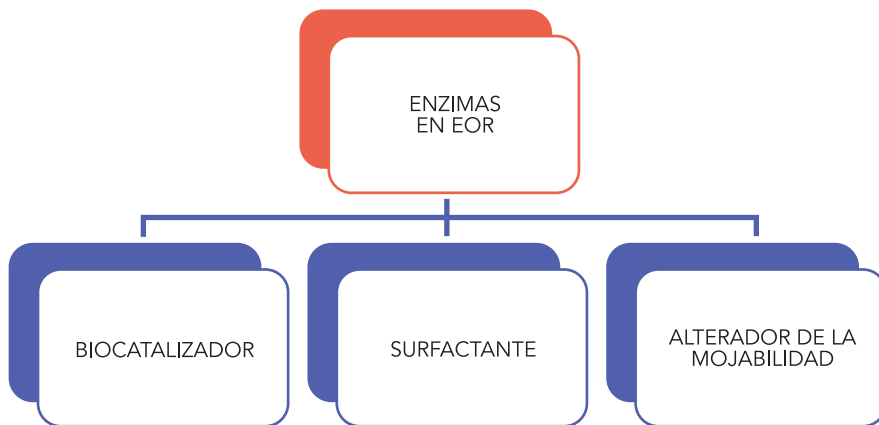 ENZIMAS
EN EOR
BIOCATALIZADOR
SURFACTANTE
ALTERADOR DE LA
MOJABILIDAD